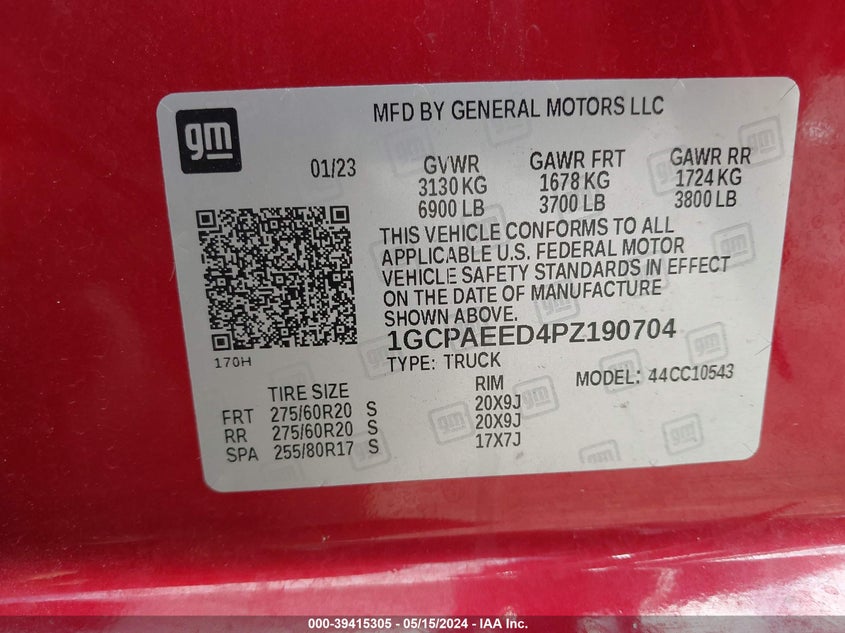 gm
MFD BY GENERAL MOTORS LLC
01/23 GVWR GAWR FRT GAWR RR
3130 KG 1678 KG 1724 KG
6900 LB 3700 LB 3800 LB
THIS VEHICLE CONFORMS TO ALL
APPLICABLE U.S. FEDERAL MOTOR
VEHICLE SAFETY STANDARDS IN EFFECT
ON THE DATE OF MANUFACTURE
SHOWN ABOVE.
1GCPAEED4PZ190704
170H
TYPE: TRUCK
MODEL: 44CC10543
TIRE SIZE RIM
FRT 275/60R20 S 20X9J
RR 275/60R20 S 20X9J
SPA 255/80R17 S 17X7J
000-39415305 - 05/15/2024 - IAA Inc.